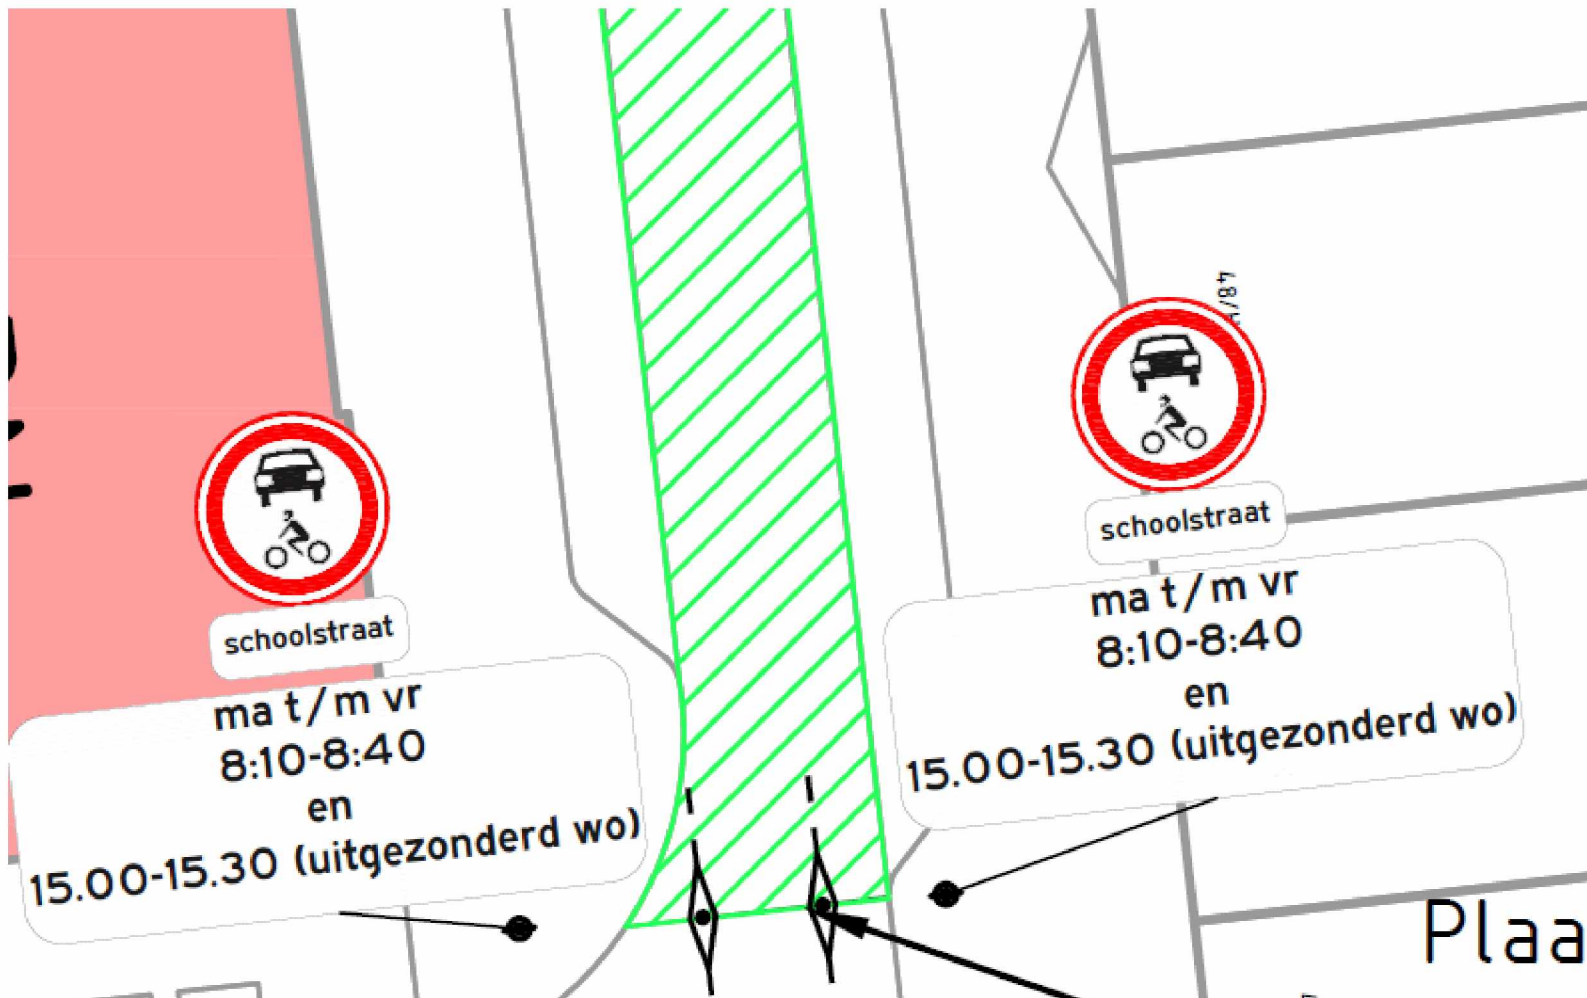 schoolstraat
ma t/m vr
8:10-8:40
en
15.00-15.30 (uitgezonderd wo)
schoolstraat
ma t/m vr
8:10-8:40
en
15.00-15.30 (uitgezonderd wo)
Plaa